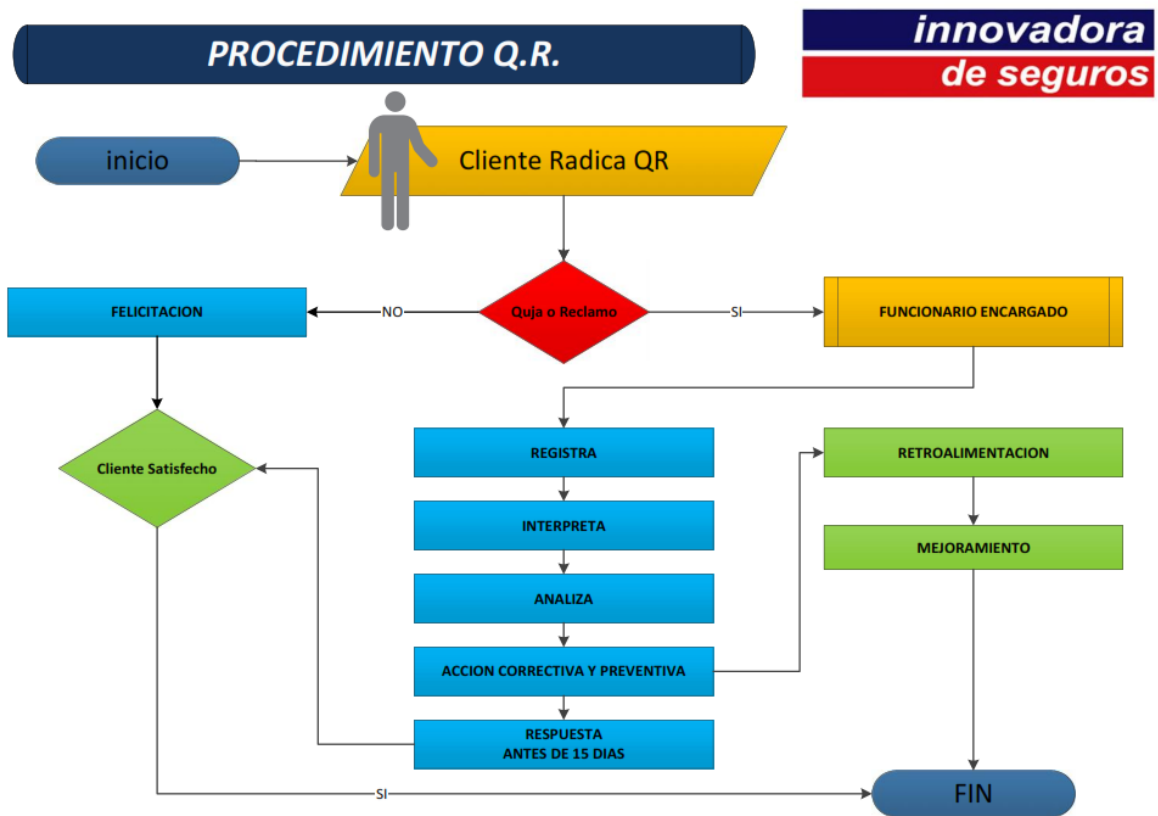 PROCEDIMIENTO Q.R.
innovadora
de seguros
inicio
Cliente Radica QR
FELICITACION
NO
Quja o Reclamo
SI
FUNCIONARIO ENCARGADO
Cliente Satisfecho
REGISTRA
RETROALIMENTACION
INTERPRETA
MEJORAMIENTO
ANALIZA
ACCION CORRECTIVA Y PREVENTIVA
RESPUESTA
ANTES DE 15 DIAS
SI
FIN